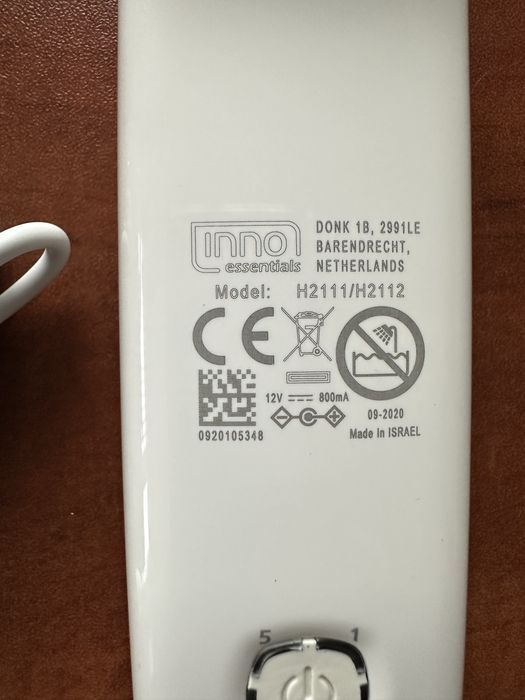 inno
essentials
DONK 1B, 2991LE
BARENDRECHT,
NETHERLANDS
Model: H2111/H2112
CE
12V 800mA
09-2020
0920105348
Made In ISRAEL
5 1